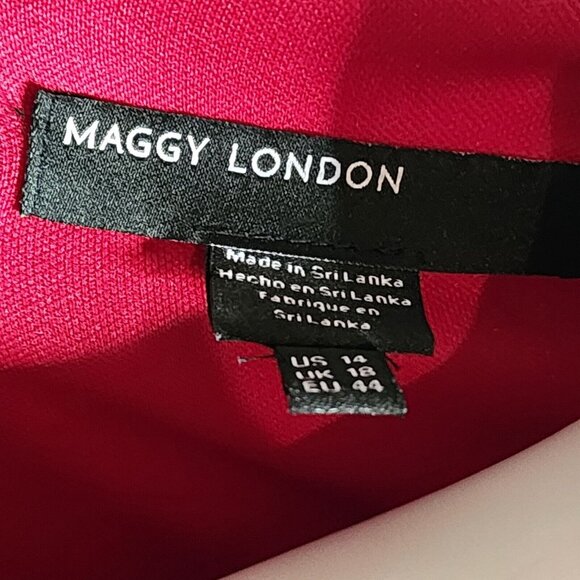 MAGGY LONDON
Made in Sri Lanka
Hecho en Sri Lanka
Fabrique en
Sri Lanka
US 14
UK 18
EU 44